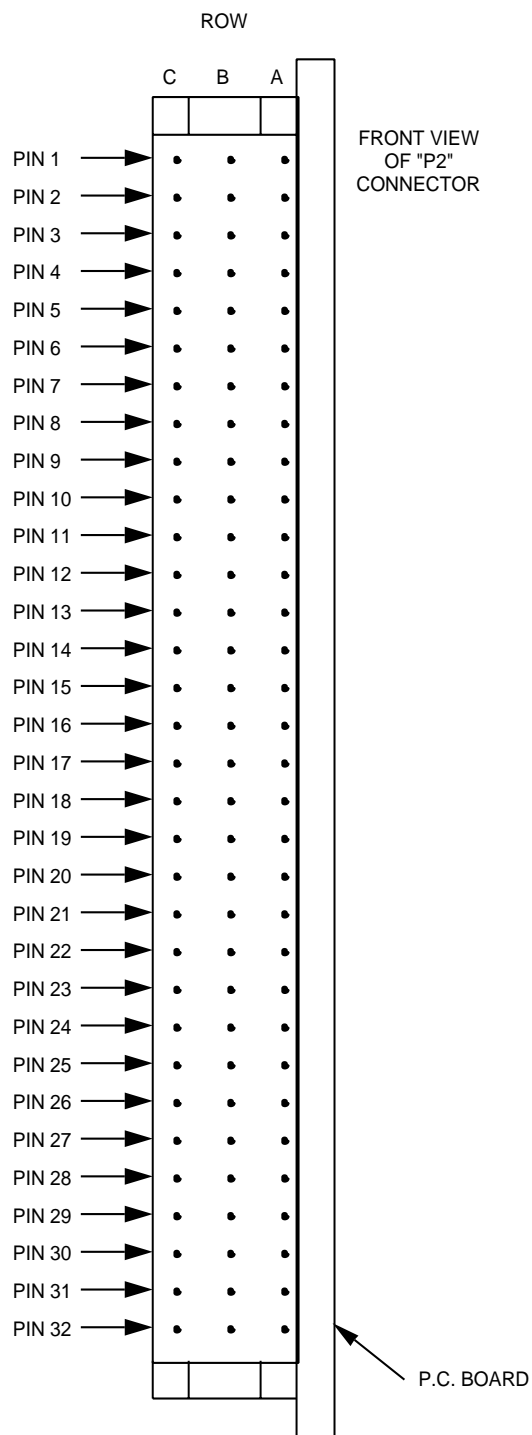 ROW
C B A
FRONT VIEW
OF "P2"
CONNECTOR
PIN 1
PIN 2
PIN 3
PIN 4
PIN 5
PIN 6
PIN 7
PIN 8
PIN 9
PIN 10
PIN 11
PIN 12
PIN 13
PIN 14
PIN 15
PIN 16
PIN 17
PIN 18
PIN 19
PIN 20
PIN 21
PIN 22
PIN 23
PIN 24
PIN 25
PIN 26
PIN 27
PIN 28
PIN 29
PIN 30
PIN 31
PIN 32
P.C. BOARD